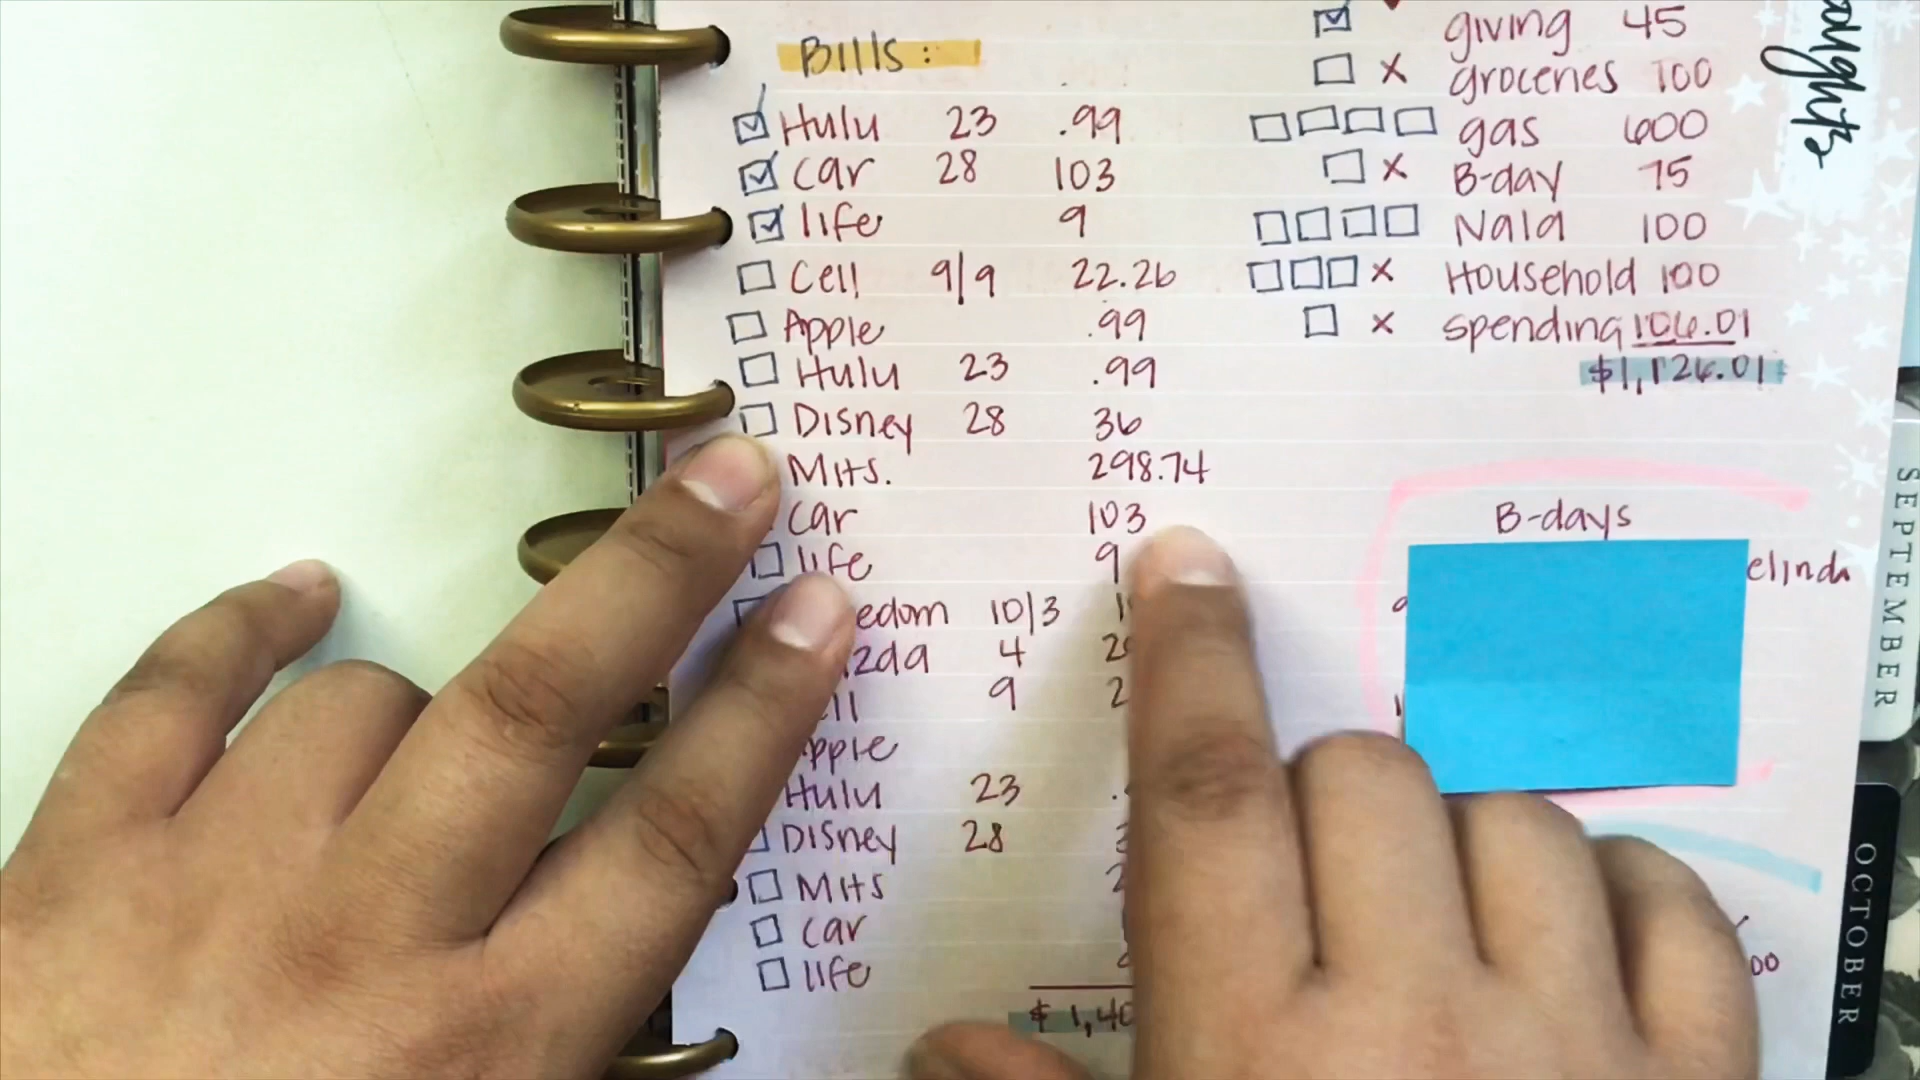 Bills:
Hulu 23 .99
car 28 103
life 9
Cell 9/9 22.26
Apple .99
Hulu 23 .99
Disney 28 36
Mits. 298.74
car 103
life 9
edom 10/3
zda 4
9
Apple
Hulu 23
Disney 28
Mits
car
life
$ 1,40
giving 45
x groceries 100
gas 600
x B-day 75
Nala 100
Household 100 x
x spending 106.01
$1,126.01
B-days
elinda
SEPTEMBER
OCTOBER